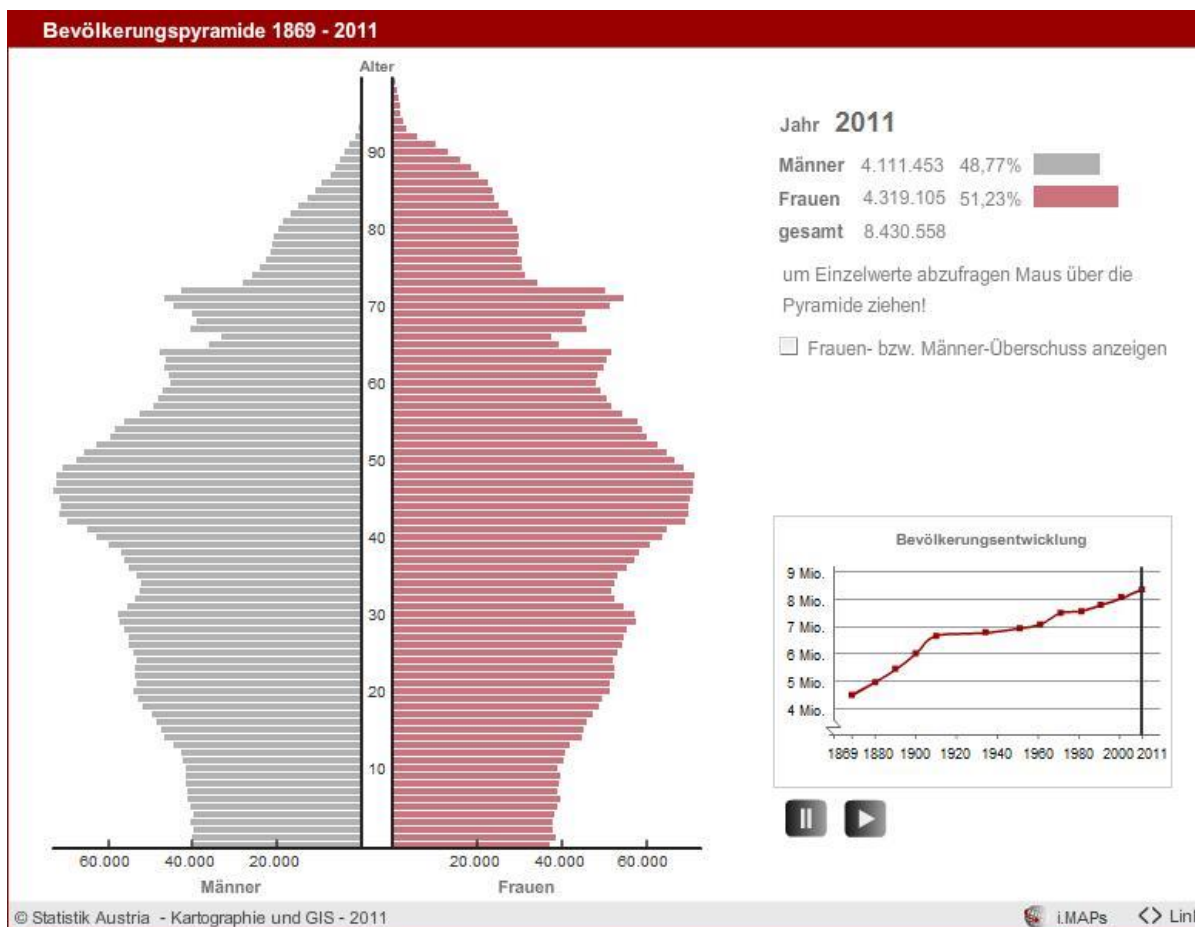 Bevölkerungspyramide 1869 - 2011
Alter
90
80
70
60
50
40
30
20
10
60.000 40.000 20.000 20.000 40.000 60.000
Männer Frauen
Jahr 2011
Männer 4.111.453 48,77%
Frauen 4.319.105 51,23%
gesamt 8.430.558
um Einzelwerte abzufragen Maus über die
Pyramide ziehen!
Frauen- bzw. Männer-Überschuss anzeigen
Bevölkerungsentwicklung
9 Mio.
8 Mio.
7 Mio.
6 Mio.
5 Mio.
4 Mio.
1869 1880 1900 1920 1940 1960 1980 2000 2011
© Statistik Austria - Kartographie und GIS - 2011
i.MAPs <> Linl